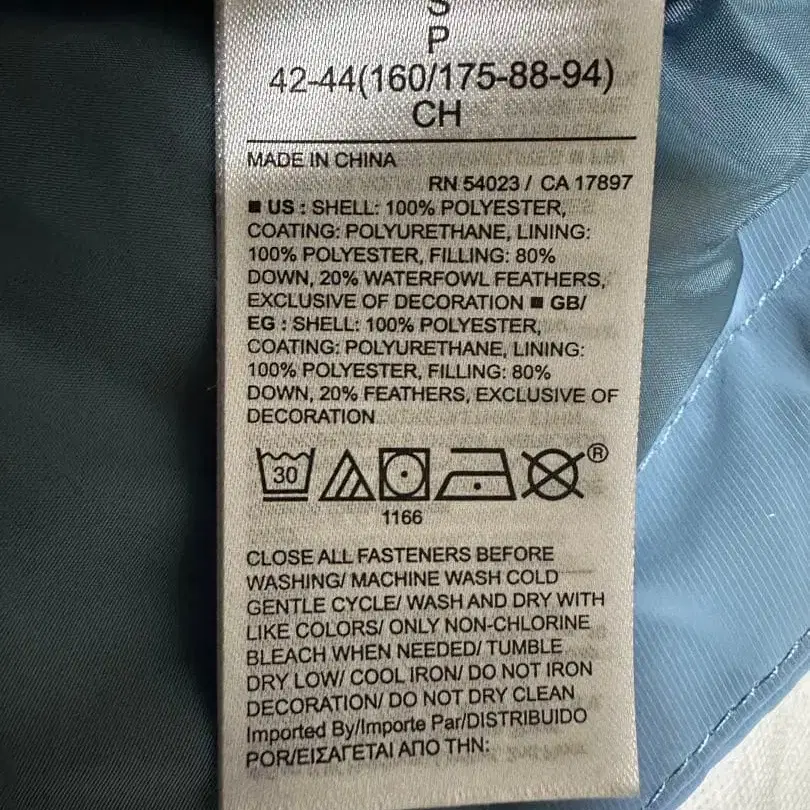 S
P
42-44(160/175-88-94)
CH
MADE IN CHINA
RN 54023 / CA 17897
■ US : SHELL: 100% POLYESTER,
COATING: POLYURETHANE, LINING:
100% POLYESTER, FILLING: 80%
DOWN, 20% WATERFOWL FEATHERS,
EXCLUSIVE OF DECORATION ■ GB/
EG : SHELL: 100% POLYESTER,
COATING: POLYURETHANE, LINING:
100% POLYESTER, FILLING: 80%
DOWN, 20% FEATHERS, EXCLUSIVE OF
DECORATION
30 ®
1166
CLOSE ALL FASTENERS BEFORE
WASHING/ MACHINE WASH COLD
GENTLE CYCLE/ WASH AND DRY WITH
LIKE COLORS/ ONLY NON-CHLORINE
BLEACH WHEN NEEDED/ TUMBLE
DRY LOW/ COOL IRON/ DO NOT IRON
DECORATION/ DO NOT DRY CLEAN
Imported By/Importe Par/DISTRIBUIDO
POR/ΕΙΣΑΓΕΤΑΙ ΑΠΟ ΤΗΝ: